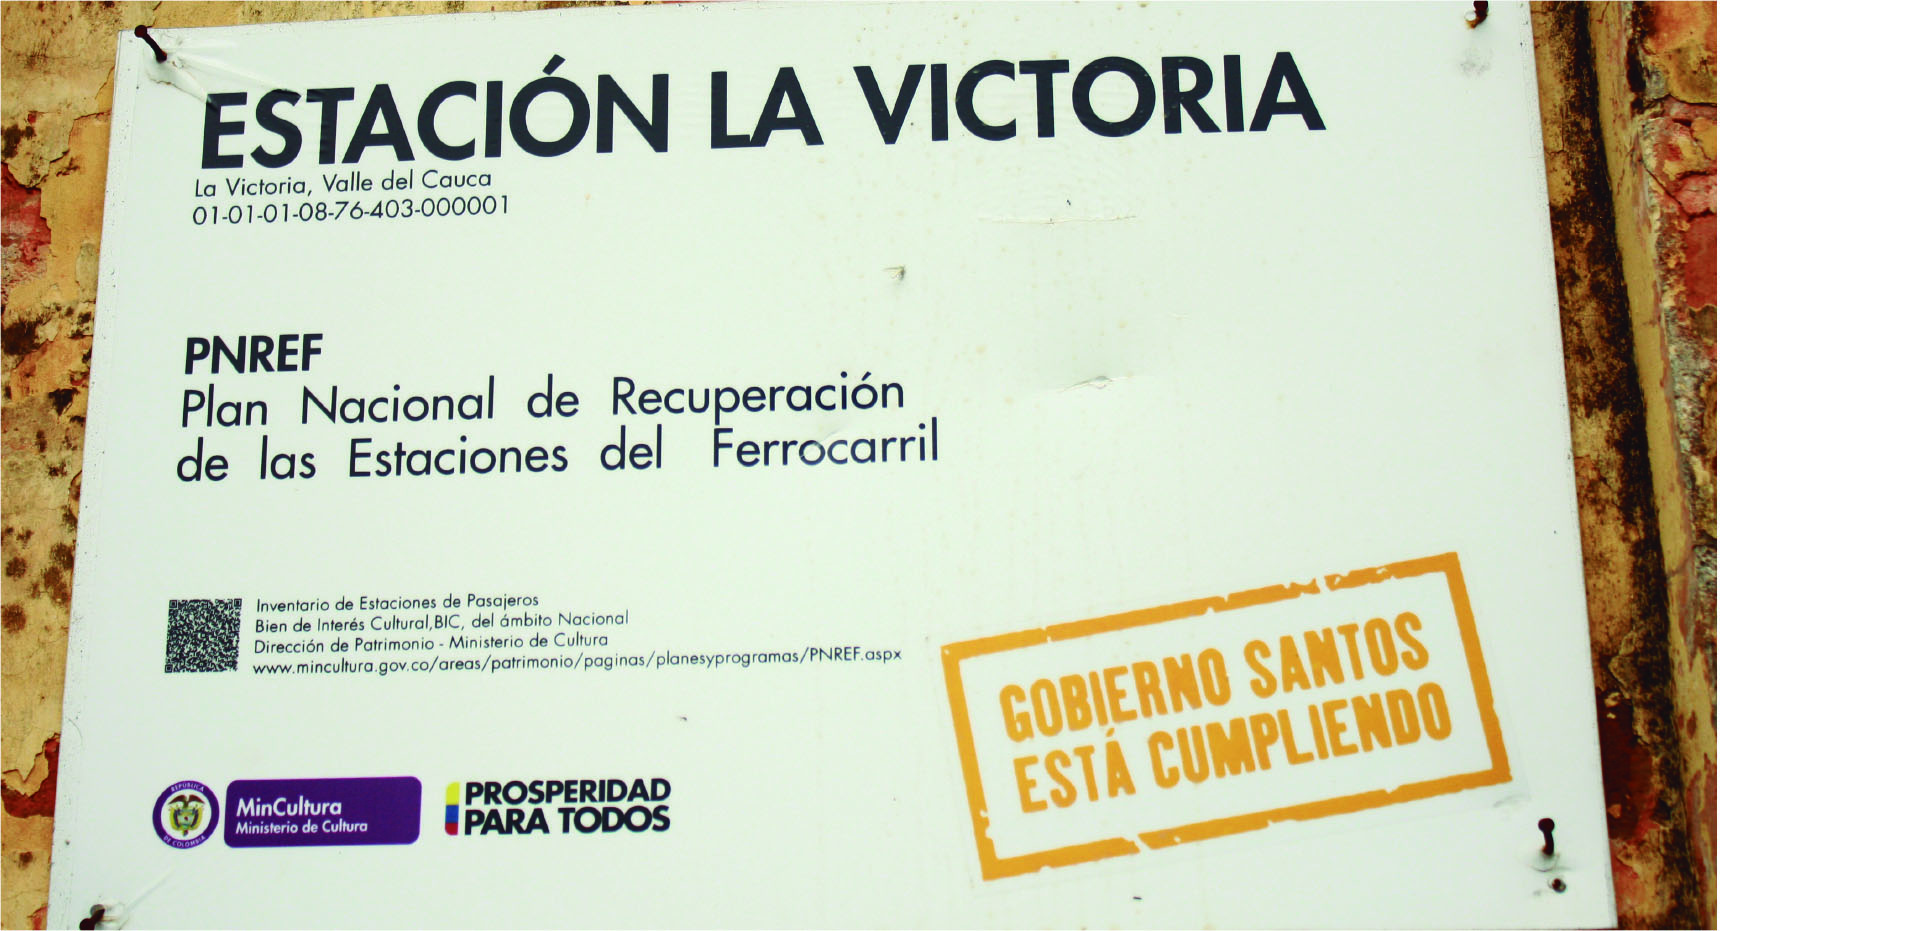 ESTACIÓN LA VICTORIA
La Victoria, Valle del Cauca
01-01-01-08-76-403-000001
PNREF
Plan Nacional de Recuperación
de las Estaciones del Ferrocarril
Inventario de Estaciones de Pasajeros
Bien de Interés Cultural,BIC, del ámbito Nacional
Dirección de Patrimonio - Ministerio de Cultura
www.mincultura.gov.co/areas/patrimonio/paginas/planesyprogramas/PNREF.aspx
GOBIERNO SANTOS
ESTÁ CUMPLIENDO
REPUBLICA
DE COLOMBIA
MinCultura
Ministerio de Cultura
PROSPERIDAD
PARA TODOS